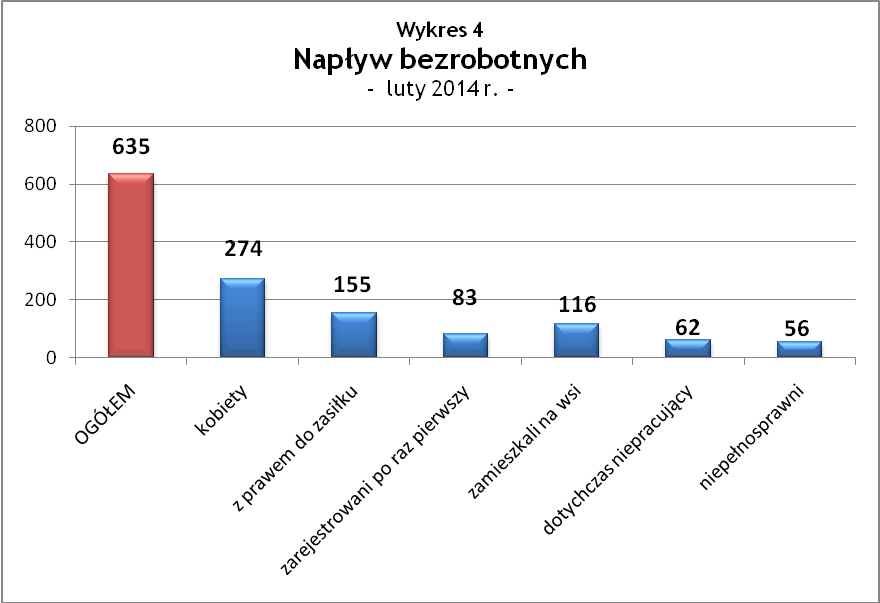 Wykres 4
Napływ bezrobotnych
- luty 2014 r. -
800
600
400
200
0
635
274
155
83
116
62
56
OGÓŁEM
kobiety
z prawem do zasiłku
zarejestrowani po raz pierwszy
zamieszkali na wsi
dotychczas niepracujący
niepełnosprawni